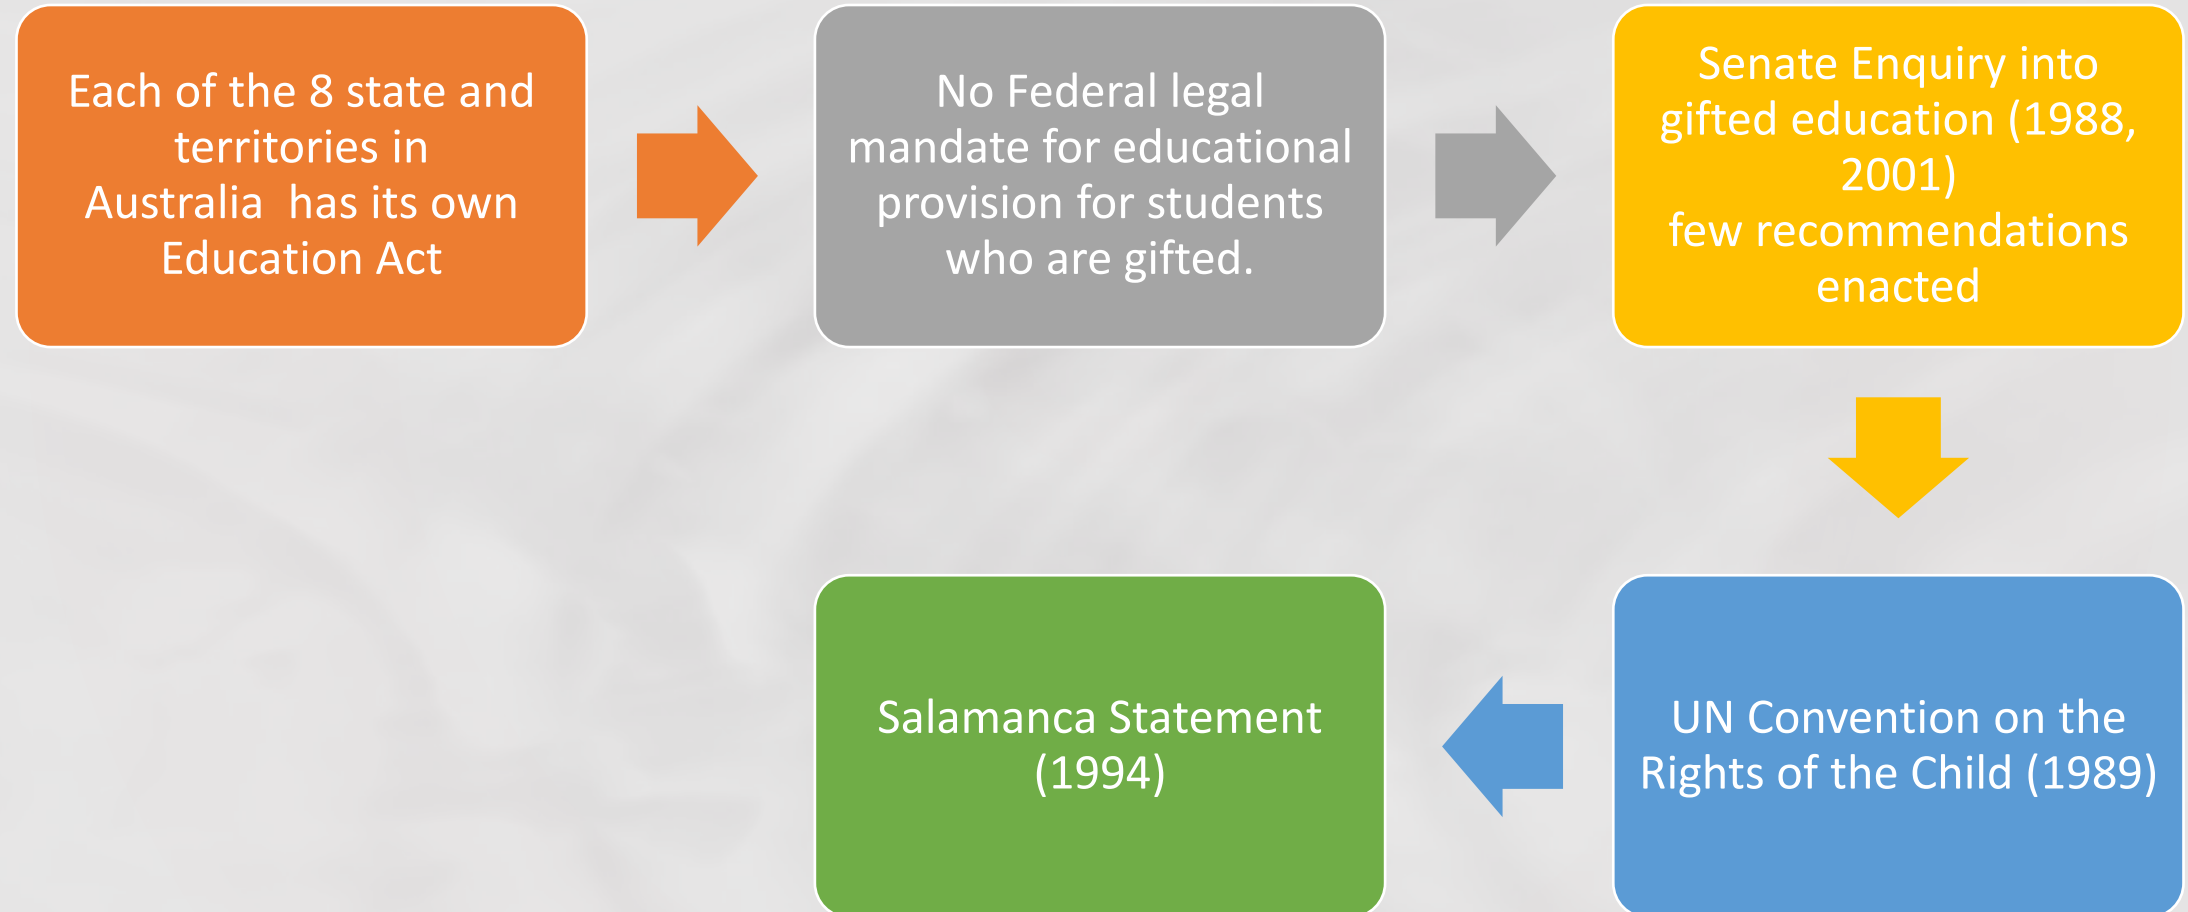 Each of the 8 state and
territories in
Australia  has its own
Education Act
No Federal legal
mandate for educational
provision for students
who are gifted.
Senate Enquiry into
gifted education (1988,
2001)
few recommendations
enacted
UN Convention on the
Rights of the Child (1989)
Salamanca Statement
(1994)